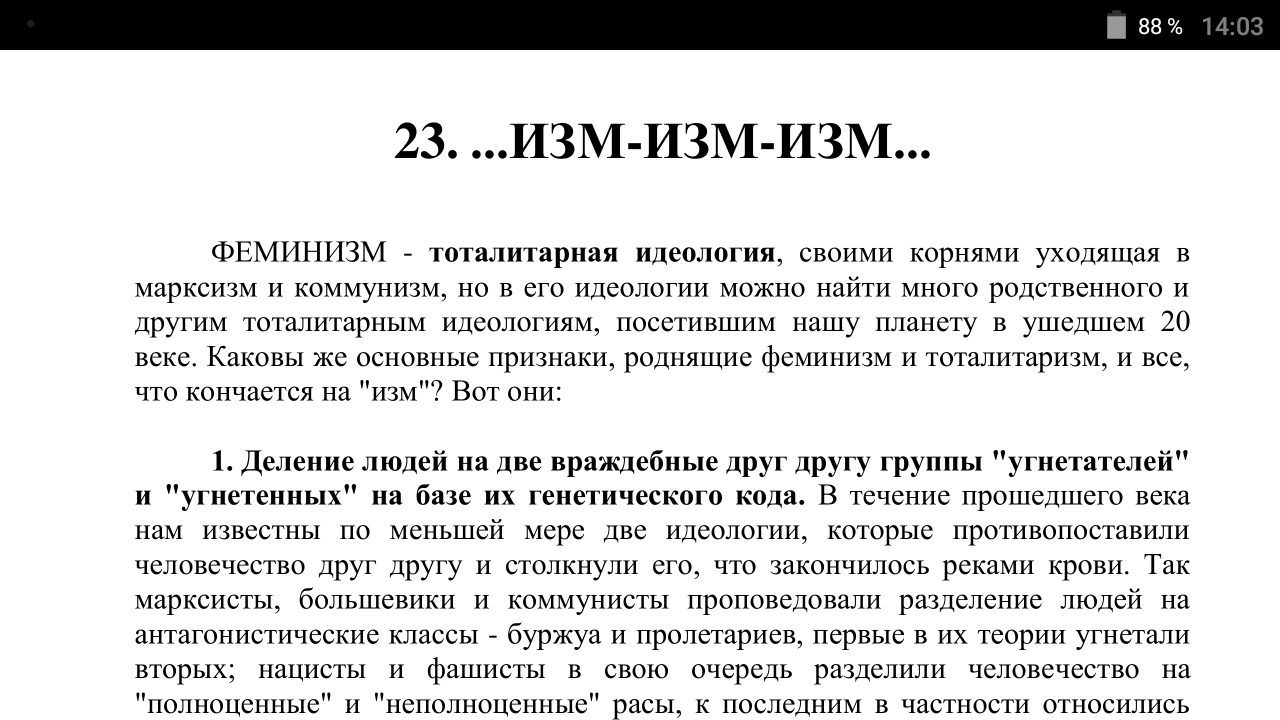 88 % 14:03
23. ...ИЗМ-ИЗМ-ИЗМ...
ФЕМИНИЗМ - тоталитарная идеология, своими корнями уходящая в
марксизм и коммунизм, но в его идеологии можно найти много родственного и
другим тоталитарным идеологиям, посетившим нашу планету в ушедшем 20
веке. Каковы же основные признаки, роднящие феминизм и тоталитаризм, и все,
что кончается на "изм"? Вот они:
1. Деление людей на две враждебные друг другу группы "угнетателей"
и "угнетенных" на базе их генетического кода. В течение прошедшего века
нам известны по меньшей мере две идеологии, которые противопоставили
человечество друг другу и столкнули его, что закончилось реками крови. Так
марксисты, большевики и коммунисты проповедовали разделение людей на
антагонистические классы - буржуа и пролетариев, первые в их теории угнетали
вторых; нацисты и фашисты в свою очередь разделили человечество на
"полноценные" и "неполноценные" расы, к последним в частности относились